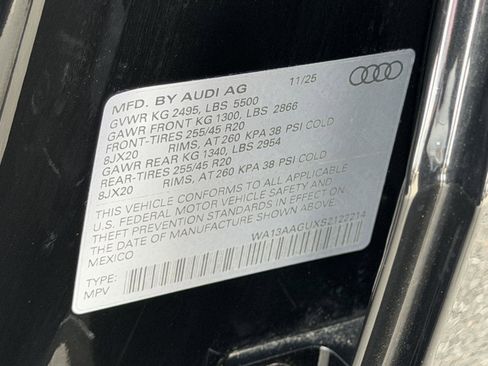 MFD. BY AUDI AG 11/25
GVWR KG 2495, LBS 5500
GAWR FRONT KG 1300, LBS 2866
FRONT-TIRES 255/45 R20
8JX20 RIMS, AT 260 KPA 38 PSI COLD
GAWR REAR KG 1340, LBS 2954
REAR-TIRES 255/45 R20
8JX20 RIMS, AT 260 KPA 38 PSI COLD
THIS VEHICLE CONFORMS TO ALL APPLICABLE
U.S. FEDERAL MOTOR VEHICLE SAFETY AND
THEFT PREVENTION STANDARDS IN EFFECT ON
THE DATE OF MANUFACTURE SHOWN ABOVE.
MEXICO
WA13AAGUXS2122214
TYPE:
MPV